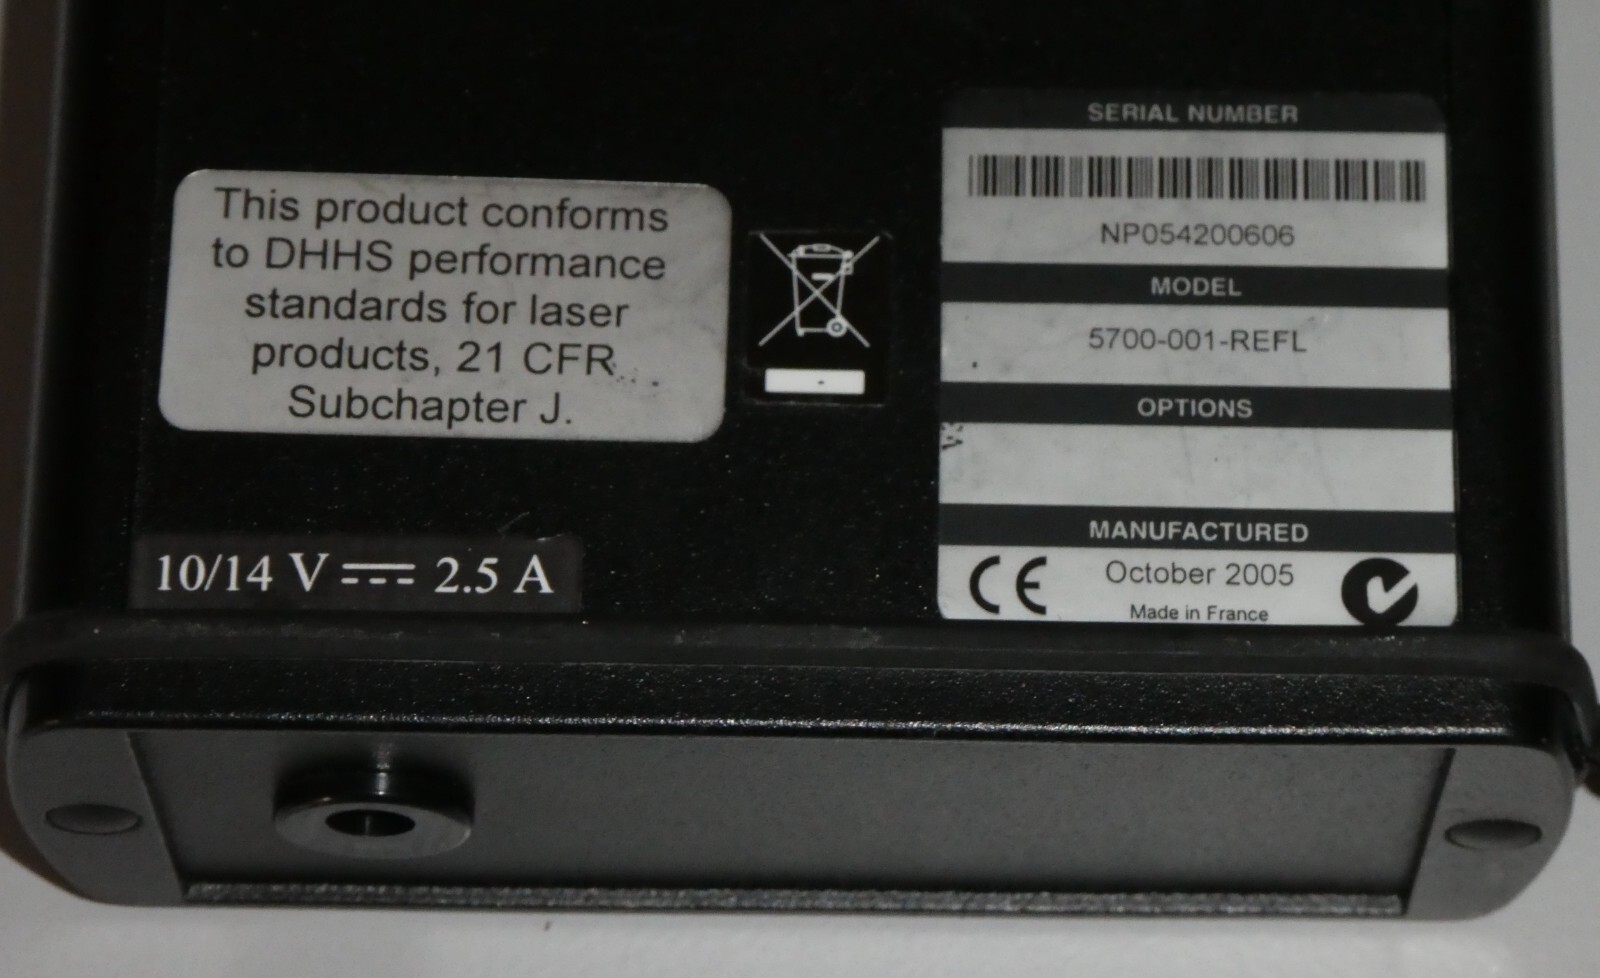 This product conforms
to DHHS performance
standards for laser
products, 21 CFR
Subchapter J.
10/14 V ⎓ 2.5 A
SERIAL NUMBER
NP054200606
MODEL
5700-001-REFL
OPTIONS
MANUFACTURED
CE
October 2005
Made in France